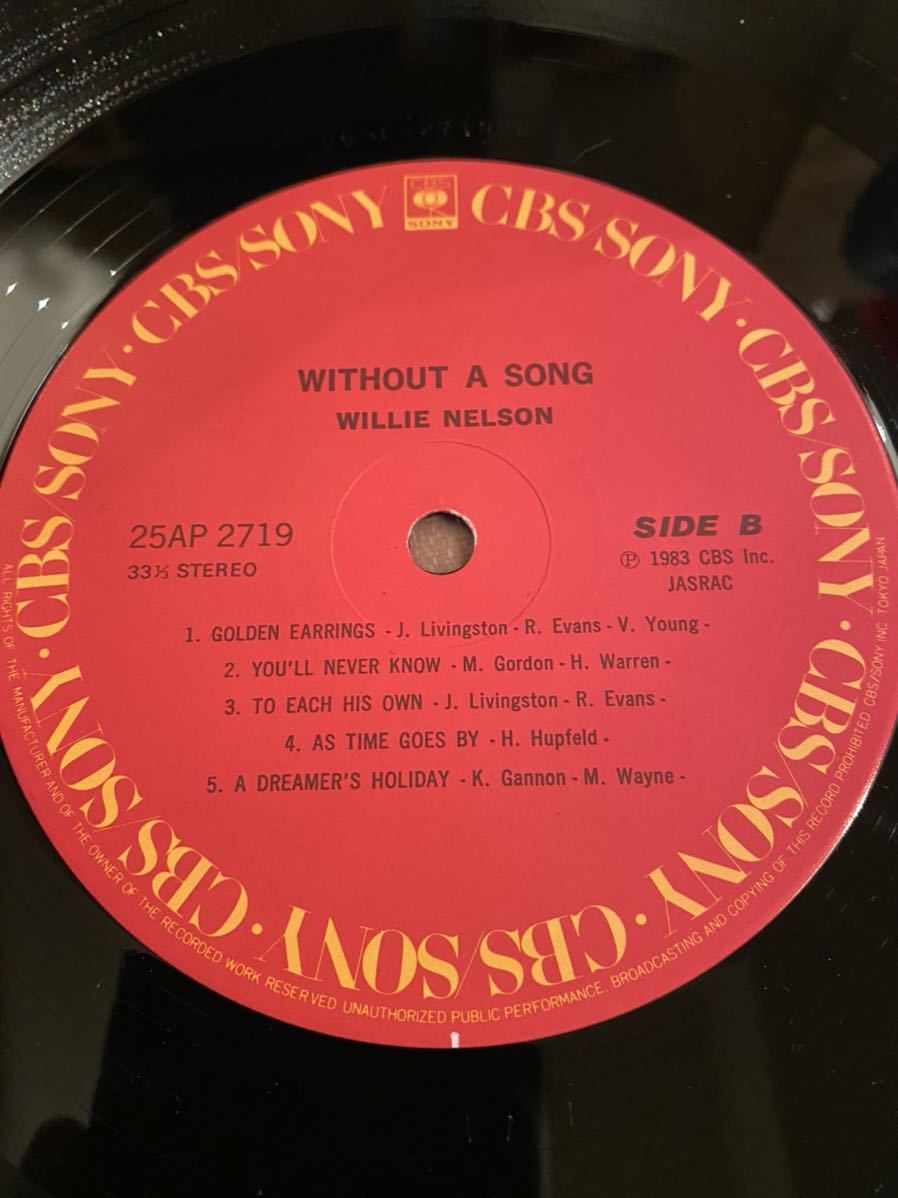 CBS
SONY
CBS/SONY · CBS/SONY · CBS/SONY · CBS/SONY · CBS/SONY · CBS/SONY · CBS/SONY · CBS/SONY · CBS/SONY · CBS/SONY
WITHOUT A SONG
WILLIE NELSON
25AP 2719
33⅓ STEREO
SIDE B
Ⓟ 1983 CBS Inc.
JASRAC
1. GOLDEN EARRINGS - J. Livingston - R. Evans - V. Young -
2. YOU'LL NEVER KNOW - M. Gordon - H. Warren -
3. TO EACH HIS OWN - J. Livingston - R. Evans -
4. AS TIME GOES BY - H. Hupfeld -
5. A DREAMER'S HOLIDAY - K. Gannon - M. Wayne -
ALL RIGHTS OF THE MANUFACTURER AND OF THE OWNER OF THE RECORDED WORK RESERVED UNAUTHORIZED PUBLIC PERFORMANCE. BROADCASTING AND COPYING OF THIS RECORD PROHIBITED CBS/SONY INC. TOKYO JAPAN